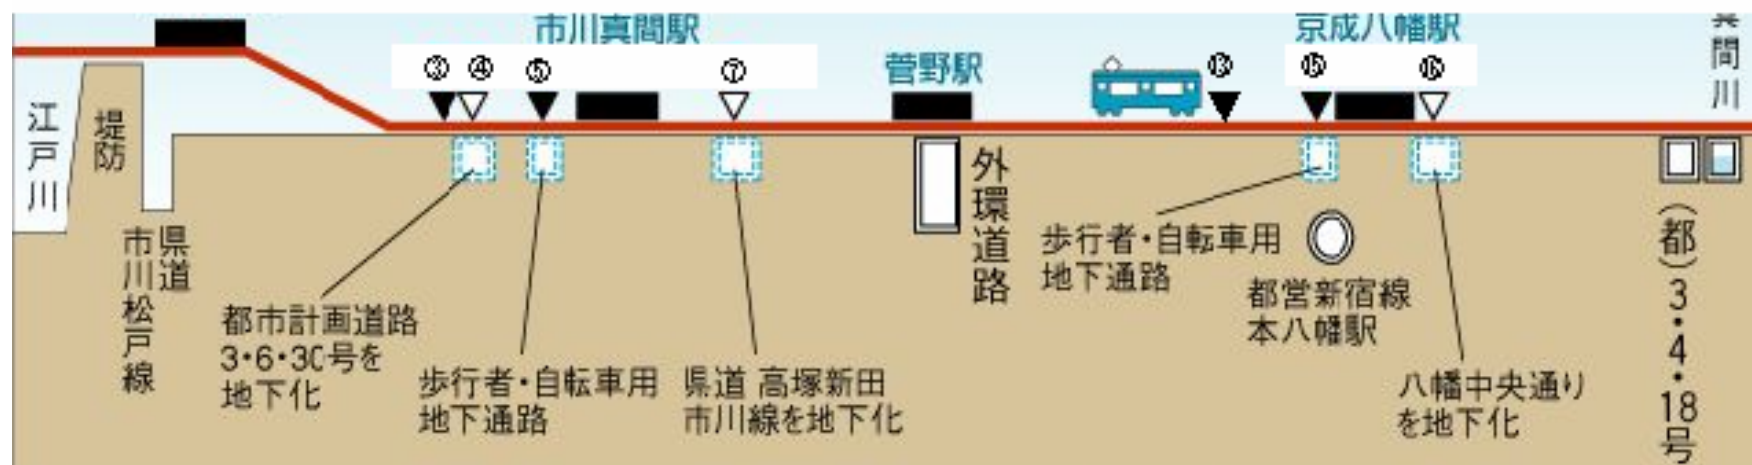 市川真間駅
京成八幡駅
菅野駅
③
④
⑤
⑦
⑬
⑮
⑯
真間川
江戸川
堤防
県道
市川松戸線
外環道路
都市計画道路
3・6・30号を
地下化
歩行者・自転車用
地下通路
県道 高塚新田
市川線を地下化
歩行者・自転車用
地下通路
都営新宿線
本八幡駅
八幡中央通り
を地下化
(都)3・4・18号